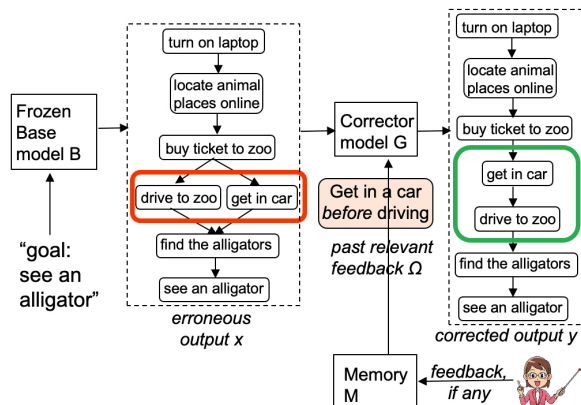 Frozen
Base
model B
“goal:
see an
alligator”
turn on laptop
locate animal
places online
buy ticket to zoo
drive to zoo
get in car
find the alligators
see an alligator
erroneous
output x
Corrector
model G
Get in a car
before driving
past relevant
feedback Ω
Memory
M
feedback,
if any
turn on laptop
locate animal
places online
buy ticket to zoo
get in car
drive to zoo
find the alligators
see an alligator
corrected output y